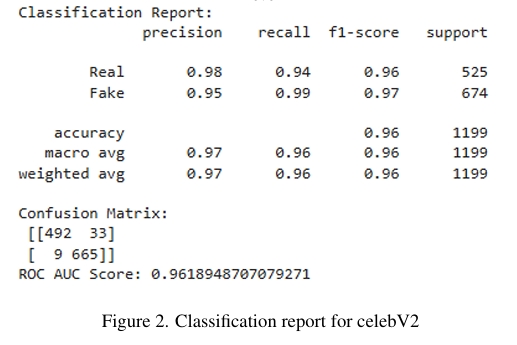 Classification Report:
precision recall f1-score support
Real 0.98 0.94 0.96 525
Fake 0.95 0.99 0.97 674
accuracy 0.96 1199
macro avg 0.97 0.96 0.96 1199
weighted avg 0.97 0.96 0.96 1199
Confusion Matrix:
[[492 33]
[ 9 665]]
ROC AUC Score: 0.9618948707079271
Figure 2. Classification report for celebV2